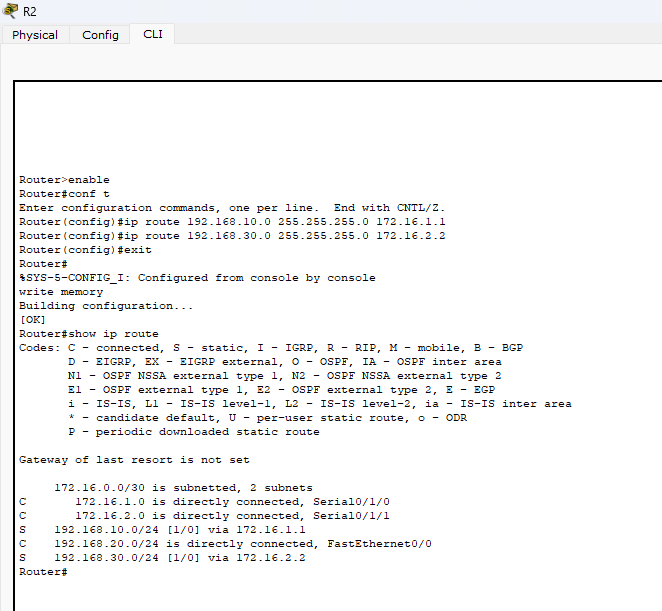 R2
Physical Config CLI
Router>enable
Router#conf t
Enter configuration commands, one per line.  End with CNTL/Z.
Router(config)#ip route 192.168.10.0 255.255.255.0 172.16.1.1
Router(config)#ip route 192.168.30.0 255.255.255.0 172.16.2.2
Router(config)#exit
Router#
%SYS-5-CONFIG_I: Configured from console by console
write memory
Building configuration...
[OK]
Router#show ip route
Codes: C - connected, S - static, I - IGRP, R - RIP, M - mobile, B - BGP
       D - EIGRP, EX - EIGRP external, O - OSPF, IA - OSPF inter area
       N1 - OSPF NSSA external type 1, N2 - OSPF NSSA external type 2
       E1 - OSPF external type 1, E2 - OSPF external type 2, E - EGP
       i - IS-IS, L1 - IS-IS level-1, L2 - IS-IS level-2, ia - IS-IS inter area
       * - candidate default, U - per-user static route, o - ODR
       P - periodic downloaded static route
Gateway of last resort is not set
     172.16.0.0/30 is subnetted, 2 subnets
C       172.16.1.0 is directly connected, Serial0/1/0
C       172.16.2.0 is directly connected, Serial0/1/1
S    192.168.10.0/24 [1/0] via 172.16.1.1
C    192.168.20.0/24 is directly connected, FastEthernet0/0
S    192.168.30.0/24 [1/0] via 172.16.2.2
Router#